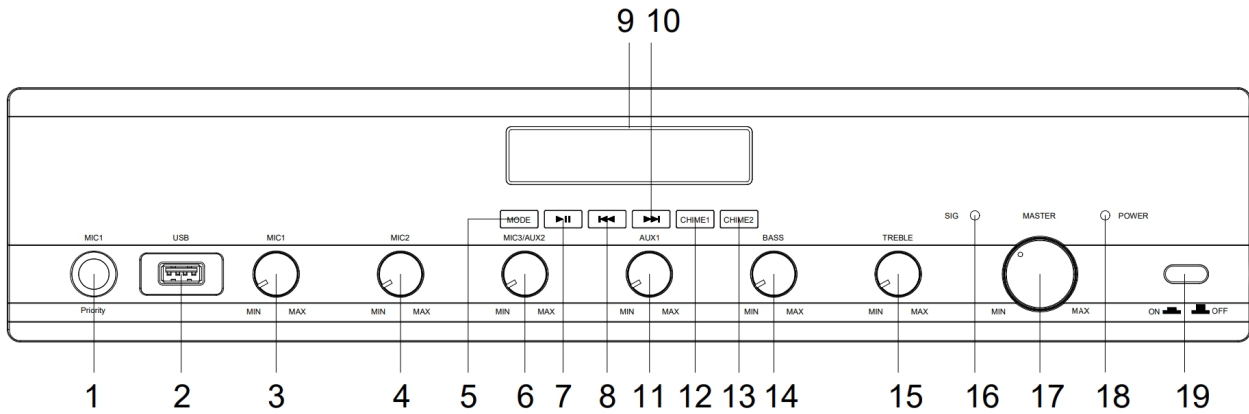 9 10
MODE CHIME1 CHIME2
SIG MASTER POWER
MIC1 USB MIC1 MIC2 MIC3/AUX2 AUX1 BASS TREBLE
Priority MIN MAX MIN MAX MIN MAX MIN MAX MIN MAX MIN MAX MIN MAX ON OFF
1 2 3 4 5 6 7 8 11 12 13 14 15 16 17 18 19